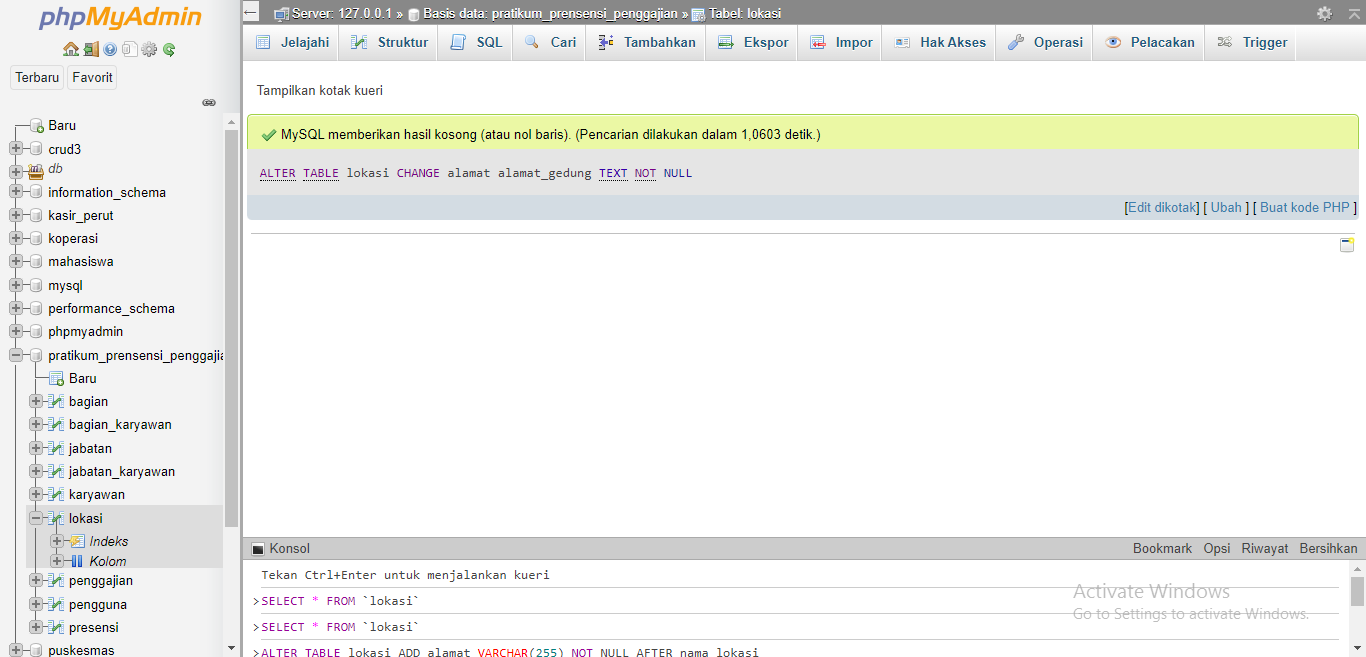 phpMyAdmin
Terbaru Favorit
Baru
crud3
db
information_schema
kasir_perut
koperasi
mahasiswa
mysql
performance_schema
phpmyadmin
pratikum_prensensi_penggajia
Baru
bagian
bagian_karyawan
jabatan
jabatan_karyawan
karyawan
lokasi
Indeks
Kolom
penggajian
pengguna
presensi
puskesmas
Server: 127.0.0.1 » Basis data: pratikum_prensensi_penggajian » Tabel: lokasi
Jelajahi Struktur SQL Cari Tambahkan Ekspor Impor Hak Akses Operasi Pelacakan Trigger
Tampilkan kotak kueri
MySQL memberikan hasil kosong (atau nol baris). (Pencarian dilakukan dalam 1,0603 detik.)
ALTER TABLE lokasi CHANGE alamat alamat_gedung TEXT NOT NULL
[Edit dikotak] [ Ubah ] [ Buat kode PHP ]
Konsol Bookmark Opsi Riwayat Bersihkan
Tekan Ctrl+Enter untuk menjalankan kueri
>SELECT * FROM `lokasi`
>SELECT * FROM `lokasi`
>ALTER TABLE lokasi ADD alamat VARCHAR(255) NOT NULL AFTER nama_lokasi
Activate Windows
Go to Settings to activate Windows.